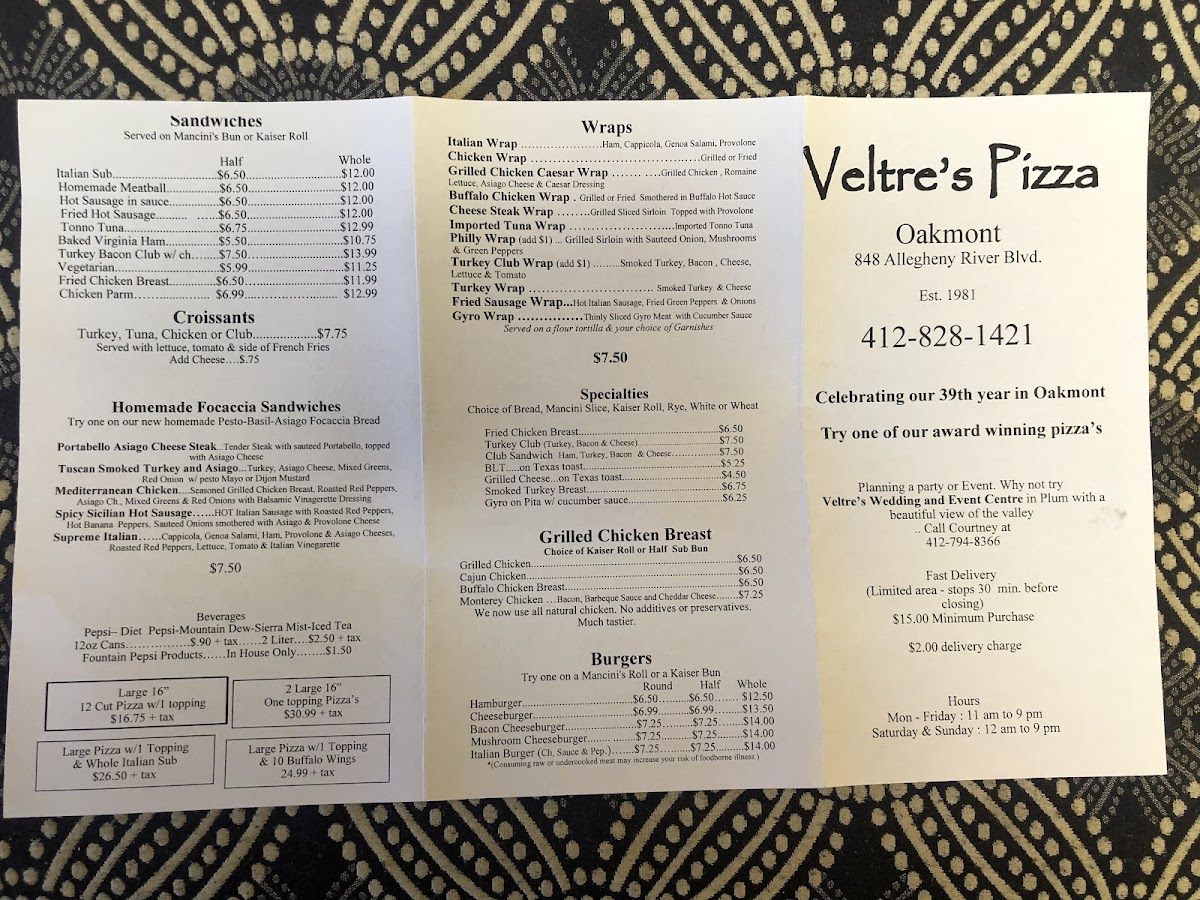 Sandwiches
Served on Mancini's Bun or Kaiser Roll
Half Whole
Italian Sub....................$6.50.....................$12.00
Homemade Meatball............$6.50.....................$12.00
Hot Sausage in sauce..........$6.50.....................$12.00
Fried Hot Sausage......... ......$6.50.....................$12.00
Tonno Tuna...................$6.75.....................$12.99
Baked Virginia Ham............$5.50.....................$10.75
Turkey Bacon Club w/ ch......$7.50.....................$13.99
Vegetarian.....................$5.99.....................$11.25
Fried Chicken Breast...........$6.50.....................$11.99
Chicken Parm................... $6.99..................... $12.99
Croissants
Turkey, Tuna, Chicken or Club..............$7.75
Served with lettuce, tomato & side of French Fries
Add Cheese....$.75
Homemade Focaccia Sandwiches
Try one on our new homemade Pesto-Basil-Asiago Focaccia Bread
Portabello Asiago Cheese Steak...Tender Steak with sauteed Portabello, topped
with Asiago Cheese
Tuscan Smoked Turkey and Asiago...Turkey, Asiago Cheese, Mixed Greens,
Red Onion w/ pesto Mayo or Dijon Mustard
Mediterranean Chicken....Seasoned Grilled Chicken Breast, Roasted Red Peppers,
Asiago Ch., Mixed Greens & Red Onions with Balsamic Vinagerette Dressing
Spicy Sicilian Hot Sausage......HOT Italian Sausage with Roasted Red Peppers,
Hot Banana Peppers, Sauteed Onions smothered with Asiago & Provolone Cheese
Supreme Italian......Cappicola, Genoa Salami, Ham, Provolone & Asiago Cheeses,
Roasted Red Peppers, Lettuce, Tomato & Italian Vinegarette
$7.50
Beverages
Pepsi– Diet Pepsi-Mountain Dew-Sierra Mist-Iced Tea
12oz Cans................$.90 + tax......2 Liter....$2.50 + tax
Fountain Pepsi Products......In House Only.......$1.50
Large 16"
12 Cut Pizza w/1 topping
$16.75 + tax
2 Large 16"
One topping Pizza's
$30.99 + tax
Large Pizza w/1 Topping
& Whole Italian Sub
$26.50 + tax
Large Pizza w/1 Topping
& 10 Buffalo Wings
24.99 + tax
Wraps
Italian Wrap ......................Ham, Cappicola, Genoa Salami, Provolone
Chicken Wrap ............................................Grilled or Fried
Grilled Chicken Caesar Wrap ....... .....Grilled Chicken , Romaine
Lettuce, Asiago Cheese & Caesar Dressing
Buffalo Chicken Wrap . Grilled or Fried Smothered in Buffalo Hot Sauce
Cheese Steak Wrap ........Grilled Sliced Sirloin Topped with Provolone
Imported Tuna Wrap ............................Imported Tonno Tuna
Philly Wrap (add $1) ... Grilled Sirloin with Sauteed Onion, Mushrooms
& Green Peppers
Turkey Club Wrap (add $1) .........Smoked Turkey, Bacon , Cheese,
Lettuce & Tomato
Turkey Wrap ................................. Smoked Turkey & Cheese
Fried Sausage Wrap...Hot Italian Sausage, Fried Green Peppers & Onions
Gyro Wrap ...............Thinly Sliced Gyro Meat with Cucumber Sauce
Served on a flour tortilla & your choice of Garnishes
$7.50
Specialties
Choice of Bread, Mancini Slice, Kaiser Roll, Rye, White or Wheat
Fried Chicken Breast..........................................$6.50
Turkey Club (Turkey, Bacon & Cheese).........................$7.50
Club Sandwich Ham, Turkey, Bacon & Cheese...............$7.50
BLT.....on Texas toast.........................................$5.25
Grilled Cheese...on Texas toast..............................$4.50
Smoked Turkey Breast........................................$6.75
Gyro on Pita w/ cucumber sauce............................$6.25
Grilled Chicken Breast
Choice of Kaiser Roll or Half Sub Bun
Grilled Chicken.....................................................$6.50
Cajun Chicken......................................................$6.50
Buffalo Chicken Breast...........................................$6.50
Monterey Chicken ...Bacon, Barbeque Sauce and Cheddar Cheese.......$7.25
We now use all natural chicken. No additives or preservatives.
Much tastier.
Burgers
Try one on a Mancini's Roll or a Kaiser Bun
Round Half Whole
Hamburger................................$6.50........$6.50....... $12.50
Cheeseburger.............................$6.99........$6.99.........$13.50
Bacon Cheeseburger.....................$7.25........$7.25.........$14.00
Mushroom Cheeseburger...............$7.25........$7.25.........$14.00
Italian Burger (Ch, Sauce & Pep.)......$7.25........$7.25.........$14.00
*(Consuming raw or undercooked meat may increase your risk of foodborne illness.)
Veltre's Pizza
Oakmont
848 Allegheny River Blvd.
Est. 1981
412-828-1421
Celebrating our 39th year in Oakmont
Try one of our award winning pizza's
Planning a party or Event. Why not try
Veltre's Wedding and Event Centre in Plum with a
beautiful view of the valley
.. Call Courtney at
412-794-8366
Fast Delivery
(Limited area - stops 30 min. before
closing)
$15.00 Minimum Purchase
$2.00 delivery charge
Hours
Mon - Friday : 11 am to 9 pm
Saturday & Sunday : 12 am to 9 pm